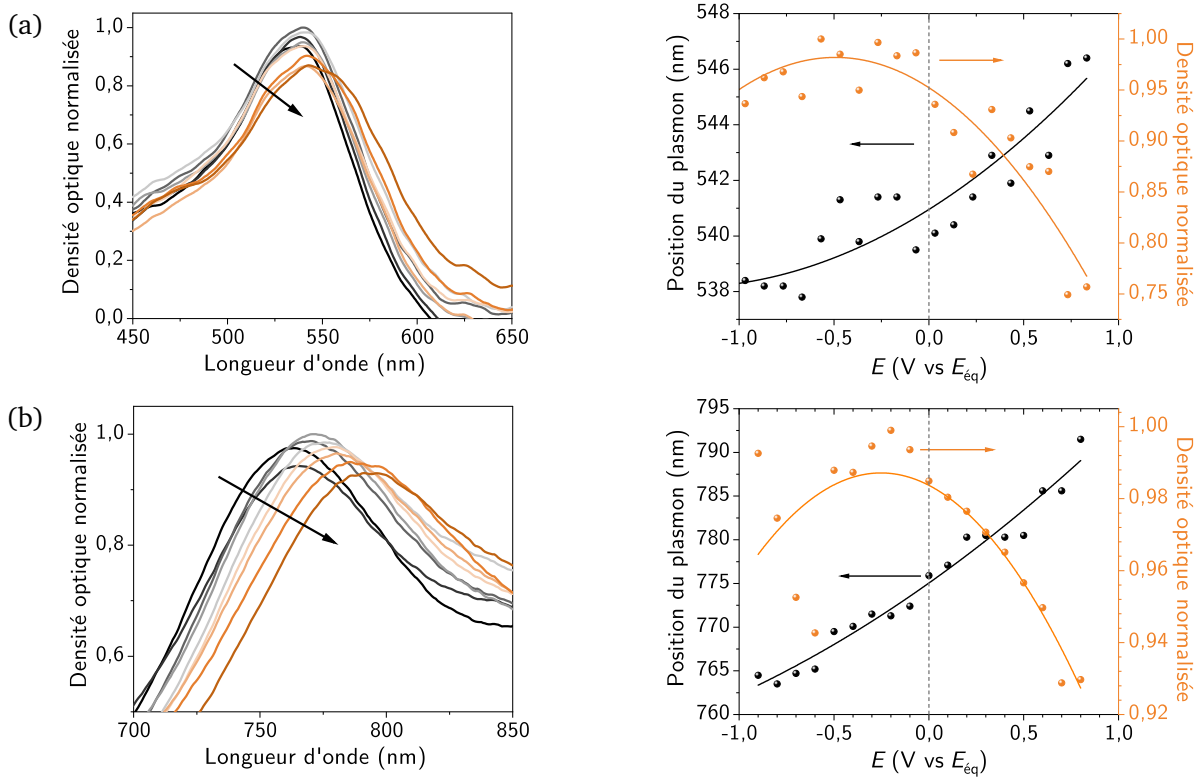 (a)
Densité optique normalisée
1,0
0,8
0,6
0,4
0,2
0,0
450 500 550 600 650
Longueur d'onde (nm)
Position du plasmon (nm)
548
546
544
542
540
538
-1,0 -0,5 0,0 0,5 1,0
E (V vs Eéq)
1,00
0,95
0,90
0,85
0,80
0,75
Densité optique normalisée
(b)
Densité optique normalisée
1,0
0,8
0,6
700 750 800 850
Longueur d'onde (nm)
Position du plasmon (nm)
795
790
785
780
775
770
765
760
-1,0 -0,5 0,0 0,5 1,0
E (V vs Eéq)
1,00
0,98
0,96
0,94
0,92
Densité optique normalisée